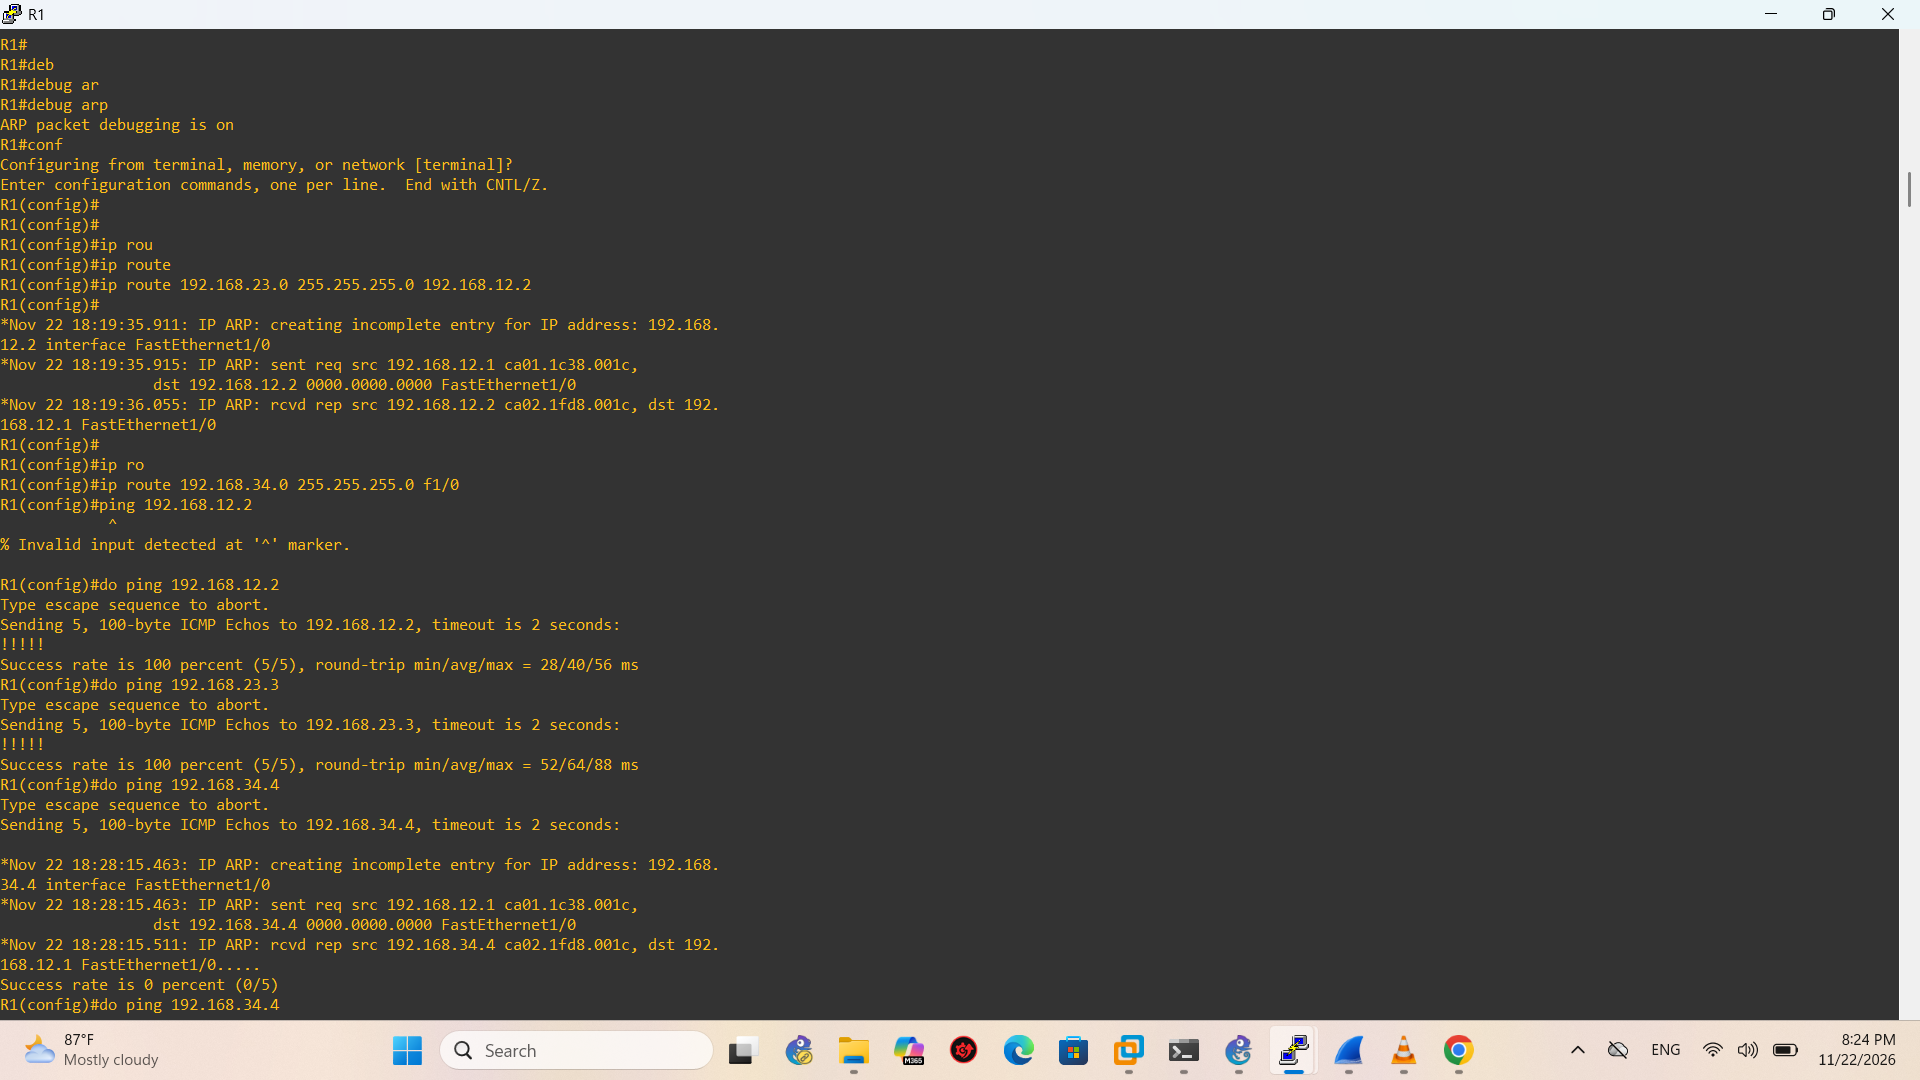 R1
R1#
R1#deb
R1#debug ar
R1#debug arp
ARP packet debugging is on
R1#conf
Configuring from terminal, memory, or network [terminal]?
Enter configuration commands, one per line.  End with CNTL/Z.
R1(config)#
R1(config)#
R1(config)#ip rou
R1(config)#ip route
R1(config)#ip route 192.168.23.0 255.255.255.0 192.168.12.2
R1(config)#
*Nov 22 18:19:35.911: IP ARP: creating incomplete entry for IP address: 192.168.
12.2 interface FastEthernet1/0
*Nov 22 18:19:35.915: IP ARP: sent req src 192.168.12.1 ca01.1c38.001c,
                 dst 192.168.12.2 0000.0000.0000 FastEthernet1/0
*Nov 22 18:19:36.055: IP ARP: rcvd rep src 192.168.12.2 ca02.1fd8.001c, dst 192.
168.12.1 FastEthernet1/0
R1(config)#
R1(config)#ip ro
R1(config)#ip route 192.168.34.0 255.255.255.0 f1/0
R1(config)#ping 192.168.12.2
            ^
% Invalid input detected at '^' marker.

R1(config)#do ping 192.168.12.2
Type escape sequence to abort.
Sending 5, 100-byte ICMP Echos to 192.168.12.2, timeout is 2 seconds:
!!!!!
Success rate is 100 percent (5/5), round-trip min/avg/max = 28/40/56 ms
R1(config)#do ping 192.168.23.3
Type escape sequence to abort.
Sending 5, 100-byte ICMP Echos to 192.168.23.3, timeout is 2 seconds:
!!!!!
Success rate is 100 percent (5/5), round-trip min/avg/max = 52/64/88 ms
R1(config)#do ping 192.168.34.4
Type escape sequence to abort.
Sending 5, 100-byte ICMP Echos to 192.168.34.4, timeout is 2 seconds:

*Nov 22 18:28:15.463: IP ARP: creating incomplete entry for IP address: 192.168.
34.4 interface FastEthernet1/0
*Nov 22 18:28:15.463: IP ARP: sent req src 192.168.12.1 ca01.1c38.001c,
                 dst 192.168.34.4 0000.0000.0000 FastEthernet1/0
*Nov 22 18:28:15.511: IP ARP: rcvd rep src 192.168.34.4 ca02.1fd8.001c, dst 192.
168.12.1 FastEthernet1/0.....
Success rate is 0 percent (0/5)
R1(config)#do ping 192.168.34.4
87°F
Mostly cloudy
Search
M365
ENG
8:24 PM
11/22/2026